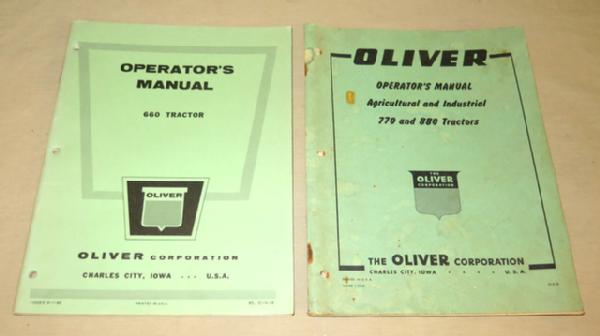 OPERATOR'S
MANUAL
660 TRACTOR
OLIVER
OLIVER CORPORATION
CHARLES CITY, IOWA . . . U.S.A.
OLIVER
OPERATOR'S MANUAL
Agricultural and Industrial
770 and 880 Tractors
THE
OLIVER
CORPORATION
THE OLIVER CORPORATION
CHARLES CITY, IOWA . . . . U.S.A.